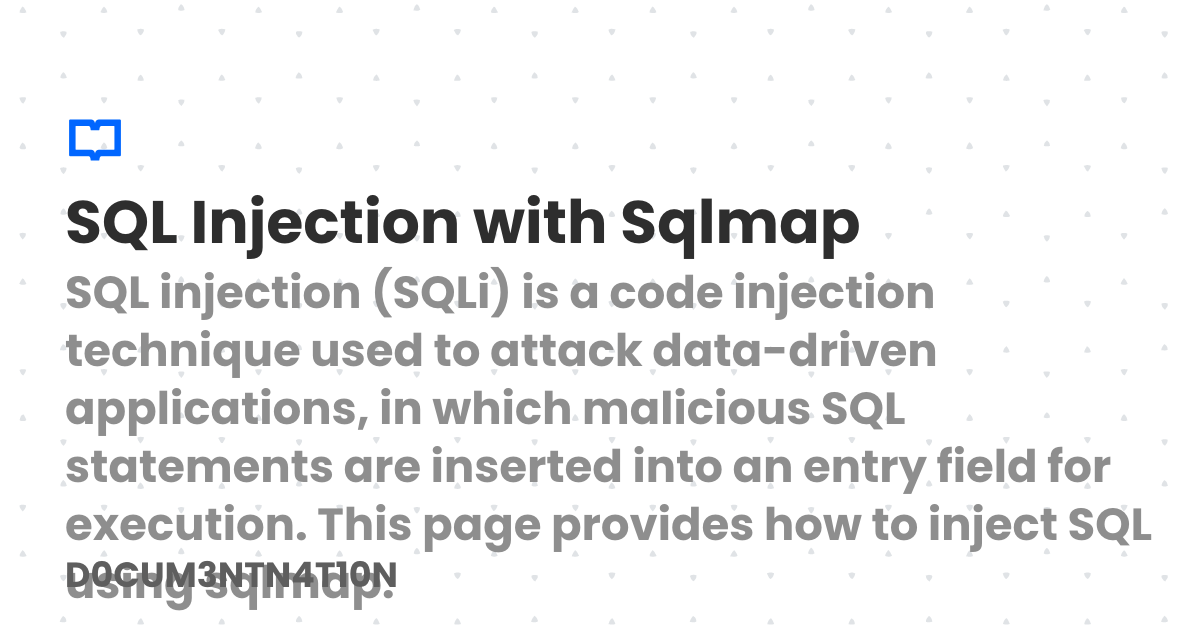 SQL Injection with Sqlmap
SQL injection (SQLi) is a code injection
technique used to attack data-driven
applications, in which malicious SQL
statements are inserted into an entry field for
execution. This page provides how to inject SQL
using sqlmap.
D0CUM3NTN4T10N